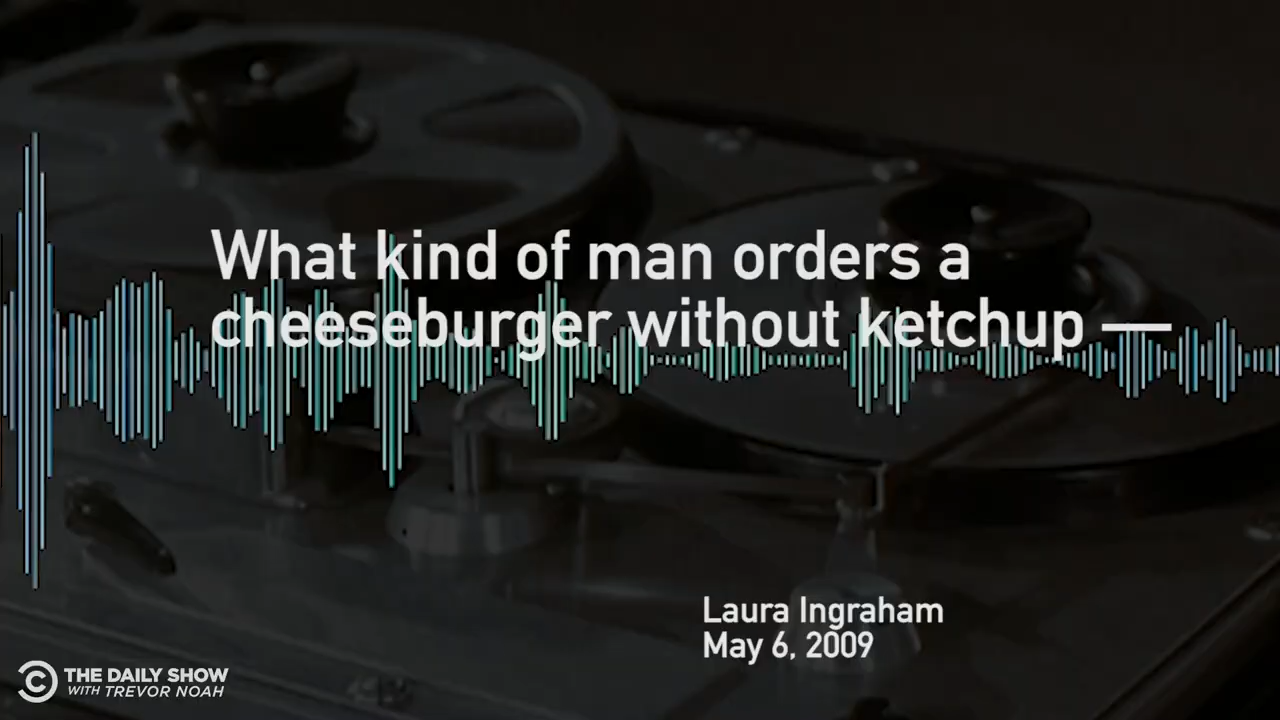 What kind of man orders a
cheeseburger without ketchup —
Laura Ingraham
May 6, 2009
THE DAILY SHOW
WITH TREVOR NOAH